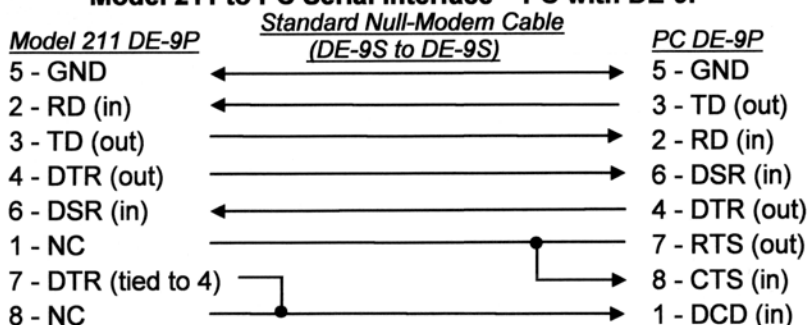 Model 211 to PC Serial Interface – PC with DE-9P
Standard Null-Modem Cable
Model 211 DE-9P (DE-9S to DE-9S) PC DE-9P
5 - GND 5 - GND
2 - RD (in) 3 - TD (out)
3 - TD (out) 2 - RD (in)
4 - DTR (out) 6 - DSR (in)
6 - DSR (in) 4 - DTR (out)
1 - NC 7 - RTS (out)
7 - DTR (tied to 4) 8 - CTS (in)
8 - NC 1 - DCD (in)